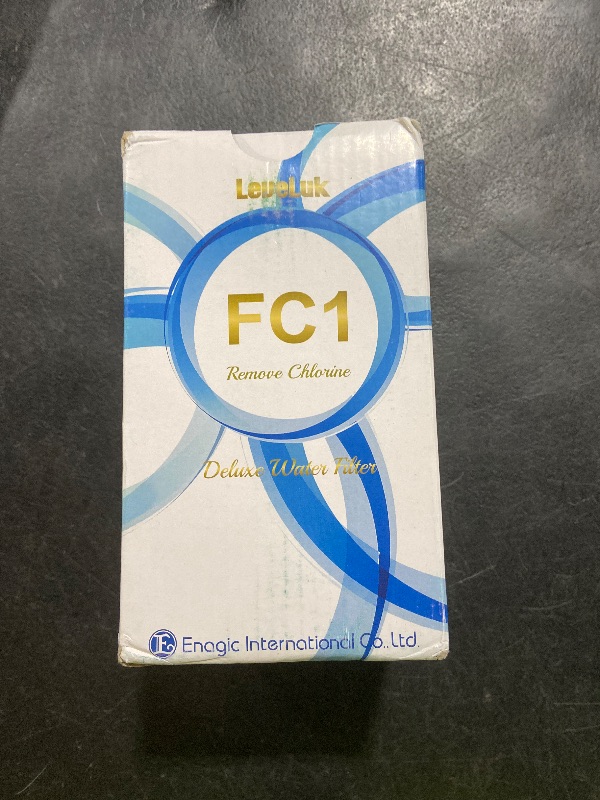 LeveLuk
FC1
Remove Chlorine
Deluxe Water Filter
E Enagic International Co., Ltd.